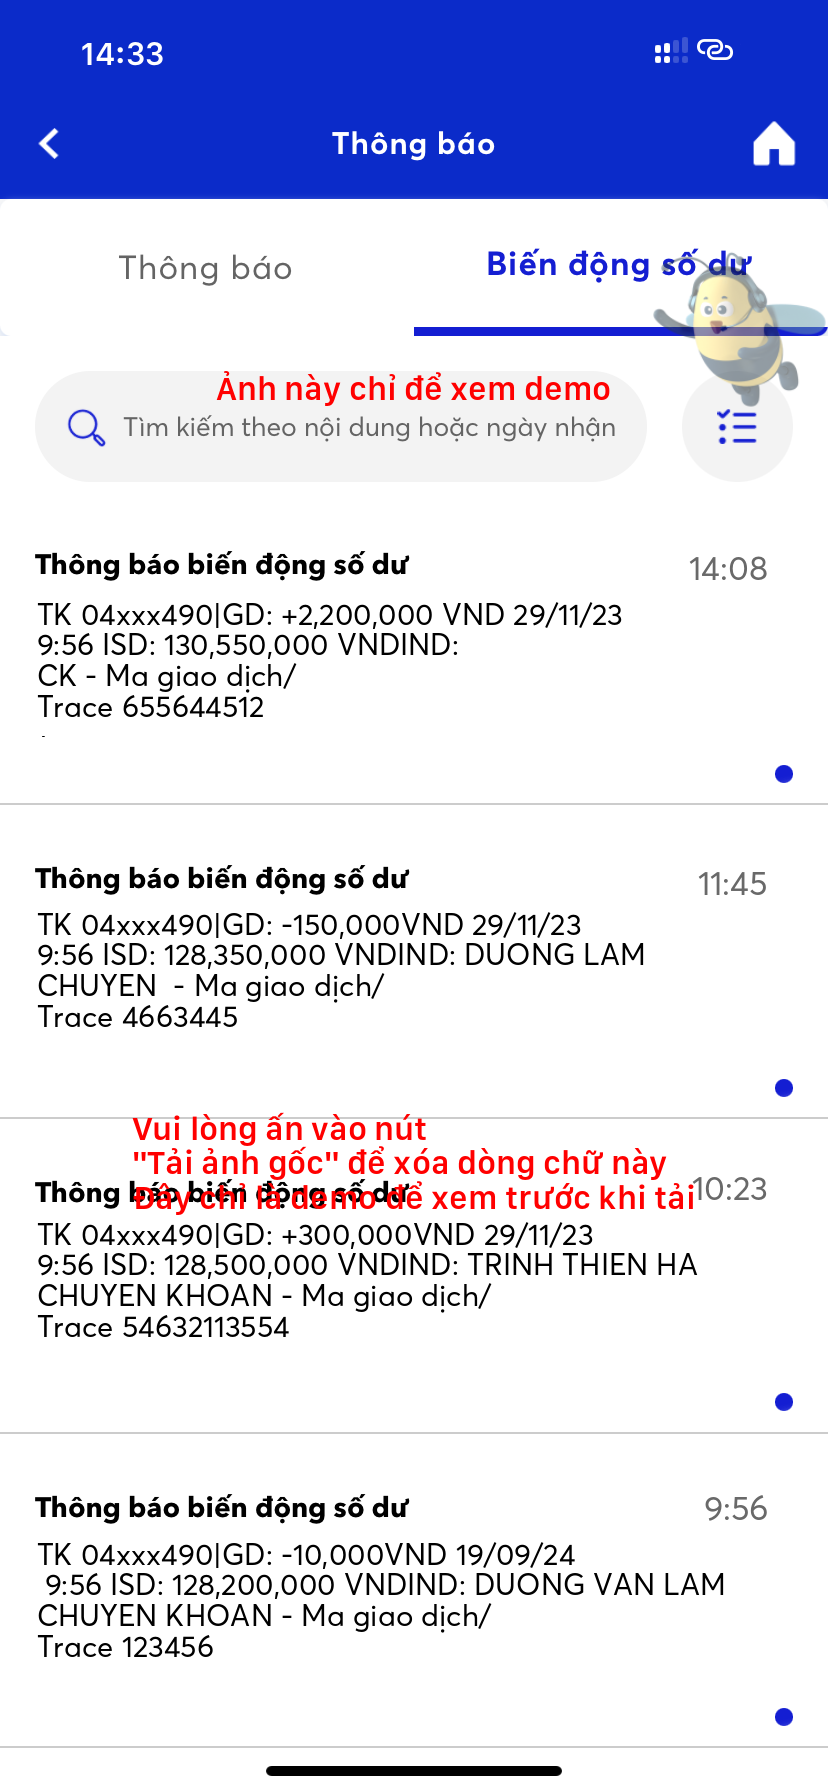 14:33
Thông báo
Thông báo
Biến động số dư
Ảnh này chỉ để xem demo
Tìm kiếm theo nội dung hoặc ngày nhận
Thông báo biến động số dư
14:08
TK 04xxx490|GD: +2,200,000 VND 29/11/23
9:56 ISD: 130,550,000 VNDIND:
CK - Ma giao dịch/
Trace 655644512
Thông báo biến động số dư
11:45
TK 04xxx490|GD: -150,000VND 29/11/23
9:56 ISD: 128,350,000 VNDIND: DUONG LAM
CHUYEN  - Ma giao dịch/
Trace 4663445
Vui lòng ấn vào nút
"Tải ảnh gốc" để xóa dòng chữ này
Thông báo biến động số dư
Đây chỉ là demo để xem trước khi tải
10:23
TK 04xxx490|GD: +300,000VND 29/11/23
9:56 ISD: 128,500,000 VNDIND: TRINH THIEN HA
CHUYEN KHOAN - Ma giao dịch/
Trace 54632113554
Thông báo biến động số dư
9:56
TK 04xxx490|GD: -10,000VND 19/09/24
9:56 ISD: 128,200,000 VNDIND: DUONG VAN LAM
CHUYEN KHOAN - Ma giao dịch/
Trace 123456